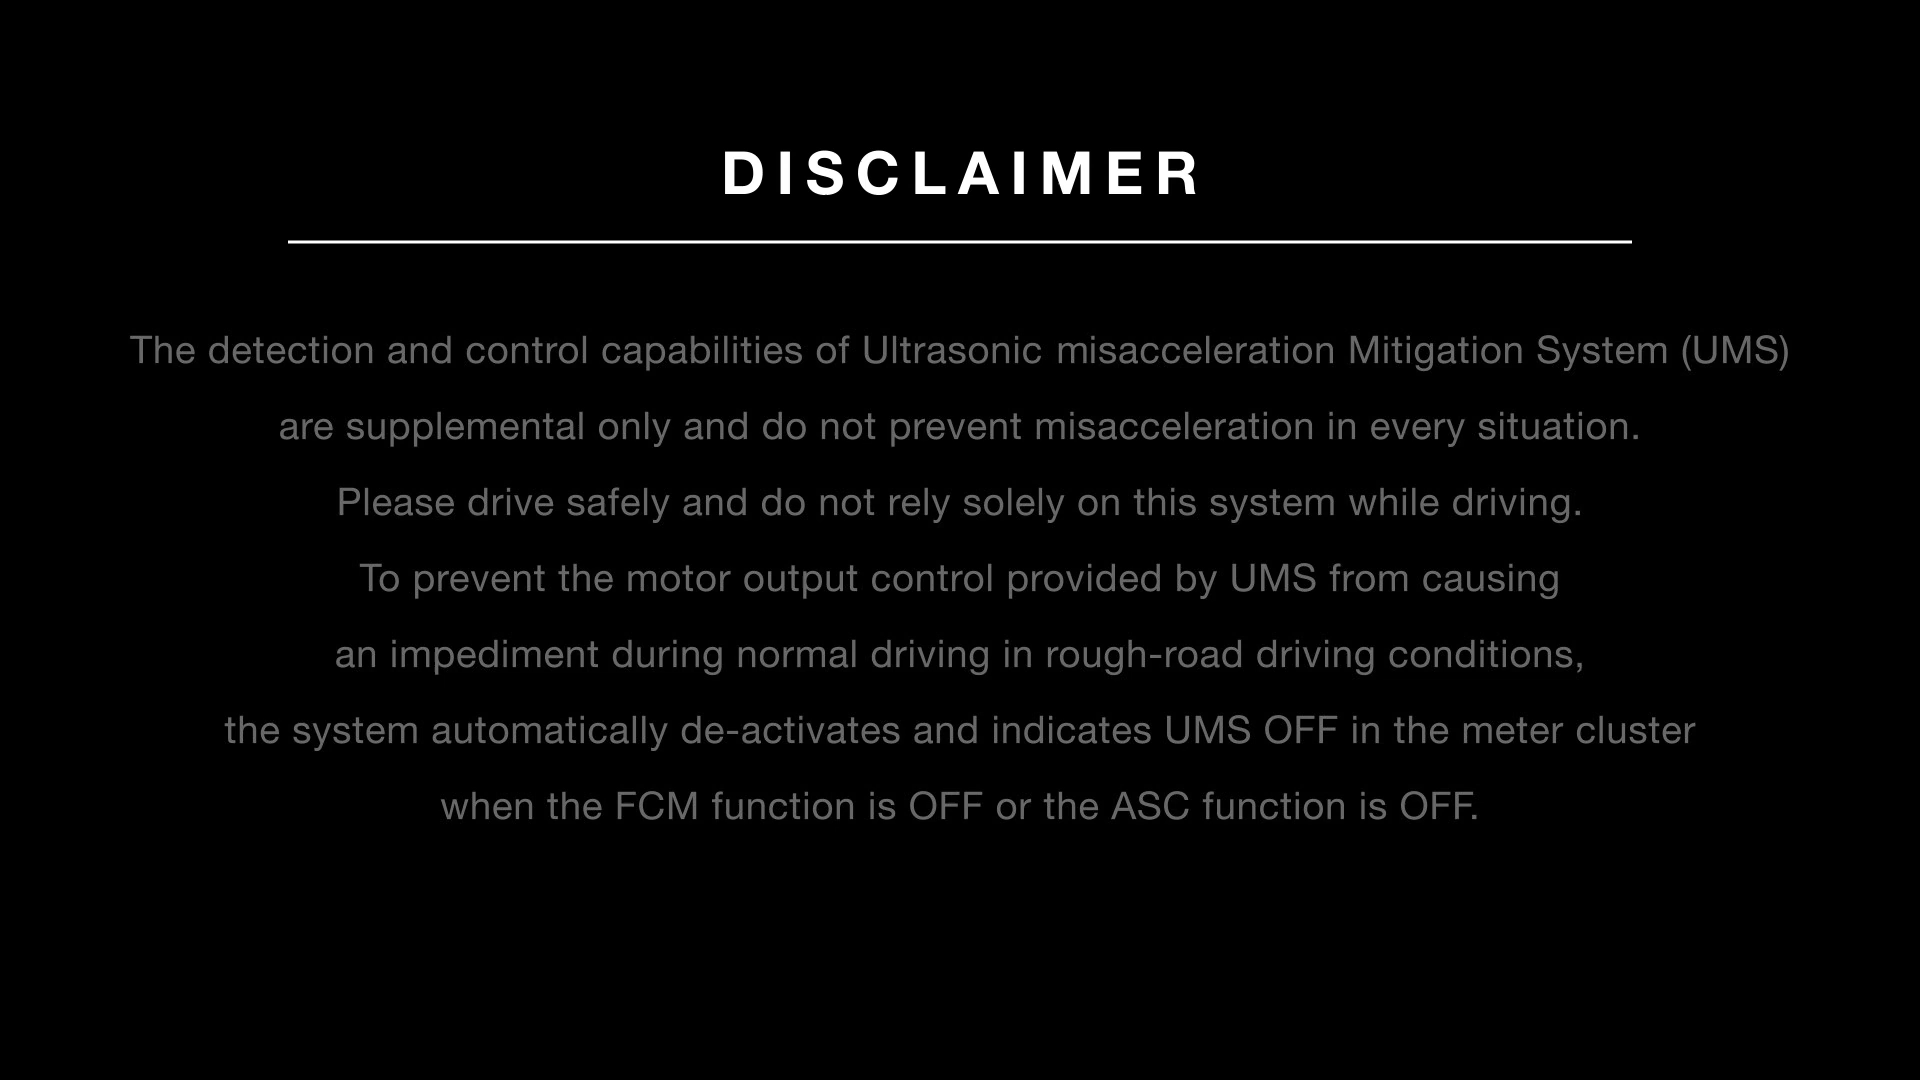 DISCLAIMER
The detection and control capabilities of Ultrasonic misacceleration Mitigation System (UMS)
are supplemental only and do not prevent misacceleration in every situation.
Please drive safely and do not rely solely on this system while driving.
To prevent the motor output control provided by UMS from causing
an impediment during normal driving in rough-road driving conditions,
the system automatically de-activates and indicates UMS OFF in the meter cluster
when the FCM function is OFF or the ASC function is OFF.